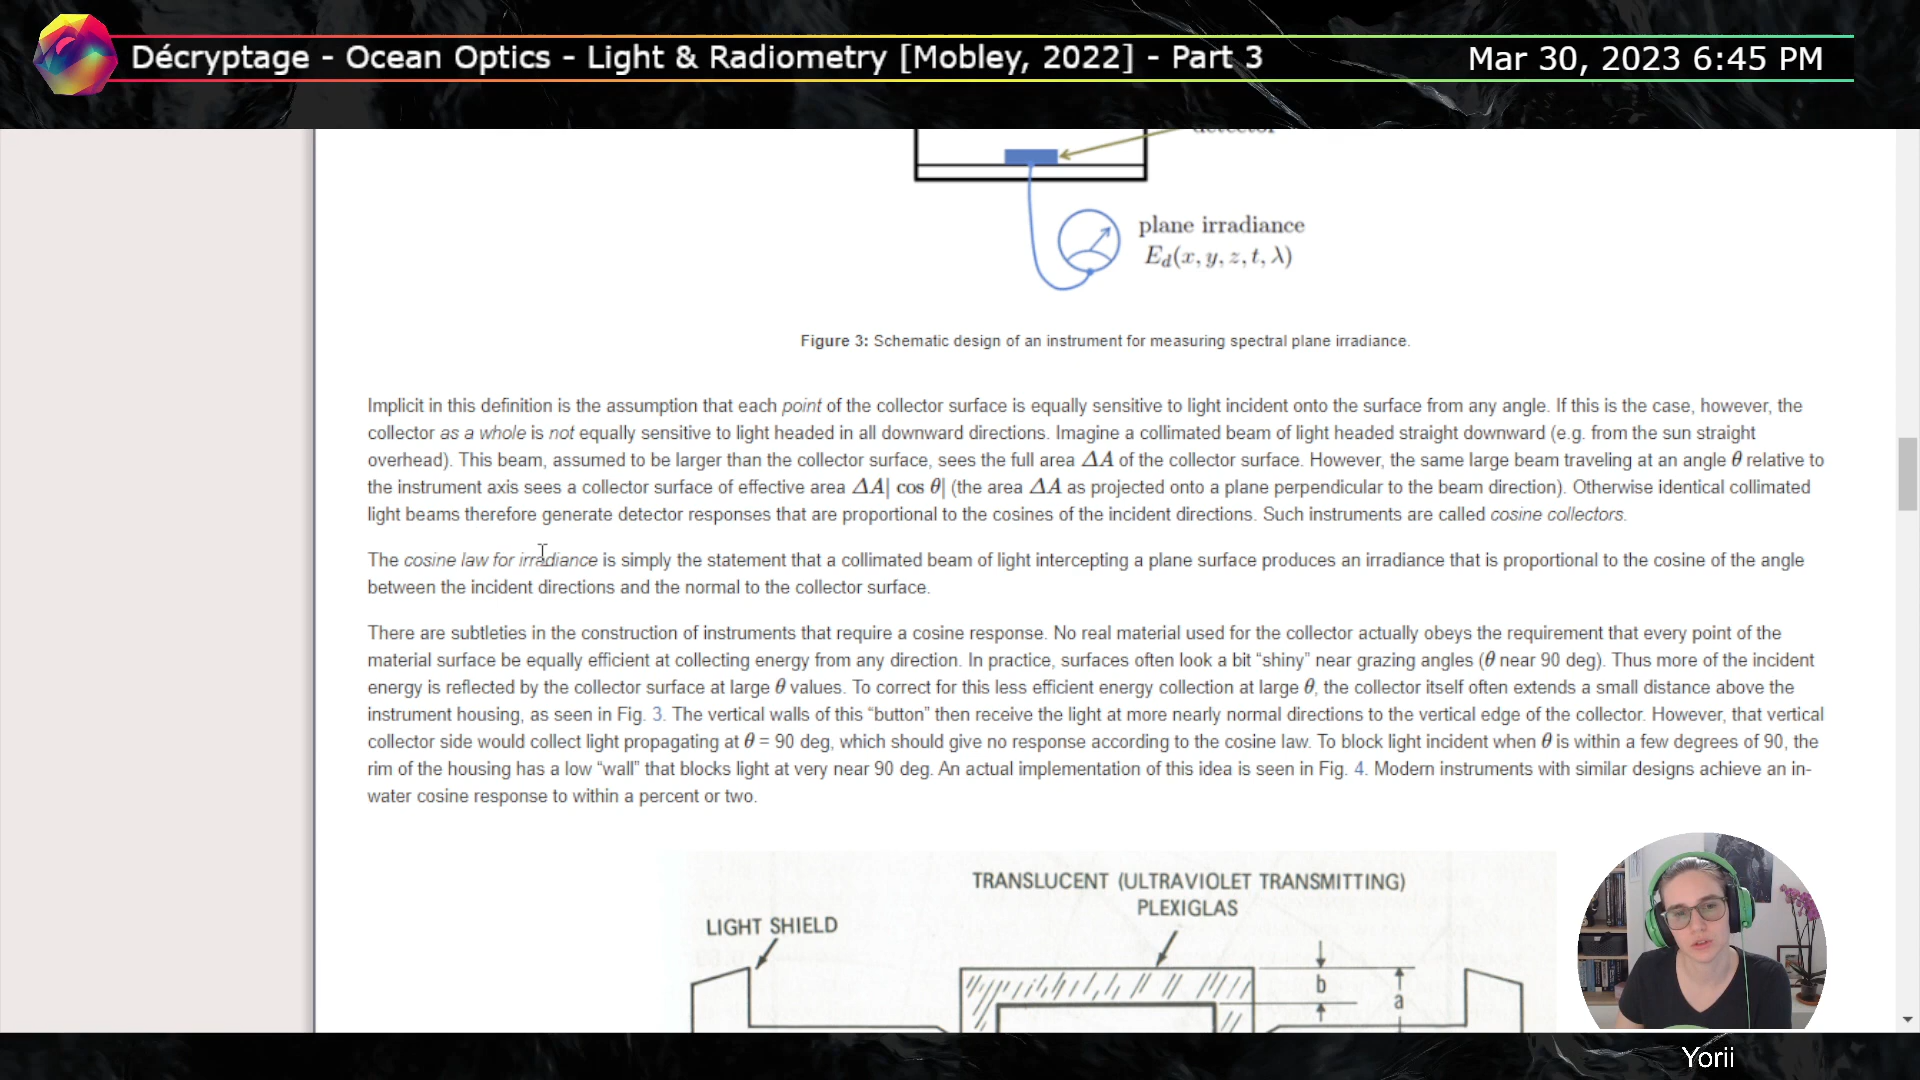 Décryptage - Ocean Optics - Light & Radiometry [Mobley, 2022] - Part 3
Mar 30, 2023 6:45 PM
detector
plane irradiance
E_d(x, y, z, t, λ)
Figure 3: Schematic design of an instrument for measuring spectral plane irradiance.
Implicit in this definition is the assumption that each point of the collector surface is equally sensitive to light incident onto the surface from any angle. If this is the case, however, the
collector as a whole is not equally sensitive to light headed in all downward directions. Imagine a collimated beam of light headed straight downward (e.g. from the sun straight
overhead). This beam, assumed to be larger than the collector surface, sees the full area ΔA of the collector surface. However, the same large beam traveling at an angle θ relative to
the instrument axis sees a collector surface of effective area ΔA| cos θ| (the area ΔA as projected onto a plane perpendicular to the beam direction). Otherwise identical collimated
light beams therefore generate detector responses that are proportional to the cosines of the incident directions. Such instruments are called cosine collectors.
The cosine law for irradiance is simply the statement that a collimated beam of light intercepting a plane surface produces an irradiance that is proportional to the cosine of the angle
between the incident directions and the normal to the collector surface.
There are subtleties in the construction of instruments that require a cosine response. No real material used for the collector actually obeys the requirement that every point of the
material surface be equally efficient at collecting energy from any direction. In practice, surfaces often look a bit “shiny” near grazing angles (θ near 90 deg). Thus more of the incident
energy is reflected by the collector surface at large θ values. To correct for this less efficient energy collection at large θ, the collector itself often extends a small distance above the
instrument housing, as seen in Fig. 3. The vertical walls of this “button” then receive the light at more nearly normal directions to the vertical edge of the collector. However, that vertical
collector side would collect light propagating at θ = 90 deg, which should give no response according to the cosine law. To block light incident when θ is within a few degrees of 90, the
rim of the housing has a low “wall” that blocks light at very near 90 deg. An actual implementation of this idea is seen in Fig. 4. Modern instruments with similar designs achieve an in-
water cosine response to within a percent or two.
TRANSLUCENT (ULTRAVIOLET TRANSMITTING)
PLEXIGLAS
LIGHT SHIELD
b
a
Yorii